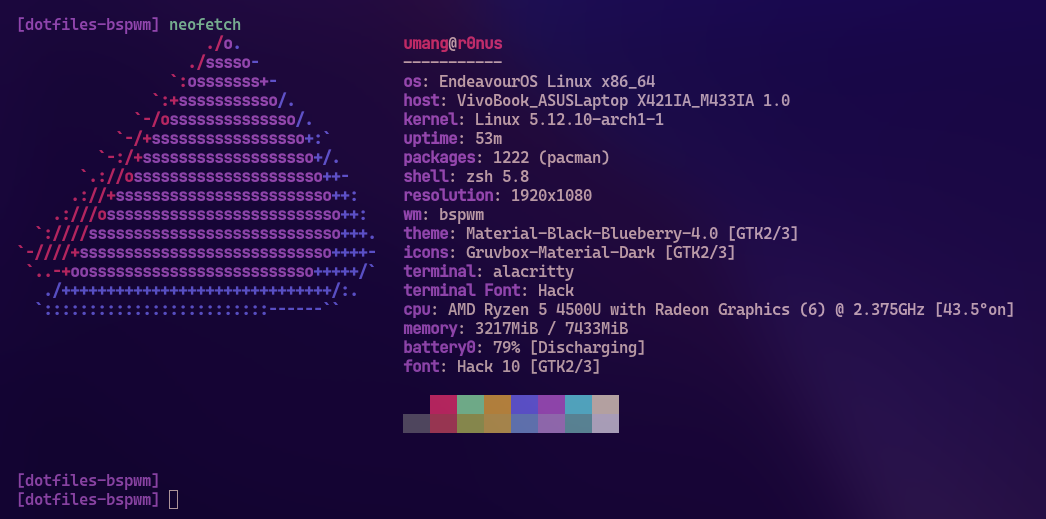 [dotfiles-bspwm] neofetch
./o.
./sssso-
`:osssssss+-
`:+sssssssssso/.
`-/ossssssssssssso/.
`-/+sssssssssssssssso+:`
`-:/+sssssssssssssssssso+/.
`.://osssssssssssssssssssso++-
.://+ssssssssssssssssssssssso++:
.:///ossssssssssssssssssssssssso++:
`:////ssssssssssssssssssssssssssso+++.
`-////+ssssssssssssssssssssssssssso++++-
`..-+oosssssssssssssssssssssssso+++++/`
./++++++++++++++++++++++++++++++/:.
`:::::::::::::::::::::::::------``
umang@r0nus
-----------
os: EndeavourOS Linux x86_64
host: VivoBook_ASUSLaptop X421IA_M433IA 1.0
kernel: Linux 5.12.10-arch1-1
uptime: 53m
packages: 1222 (pacman)
shell: zsh 5.8
resolution: 1920x1080
wm: bspwm
theme: Material-Black-Blueberry-4.0 [GTK2/3]
icons: Gruvbox-Material-Dark [GTK2/3]
terminal: alacritty
terminal Font: Hack
cpu: AMD Ryzen 5 4500U with Radeon Graphics (6) @ 2.375GHz [43.5°on]
memory: 3217MiB / 7433MiB
battery0: 79% [Discharging]
font: Hack 10 [GTK2/3]
[dotfiles-bspwm]
[dotfiles-bspwm]